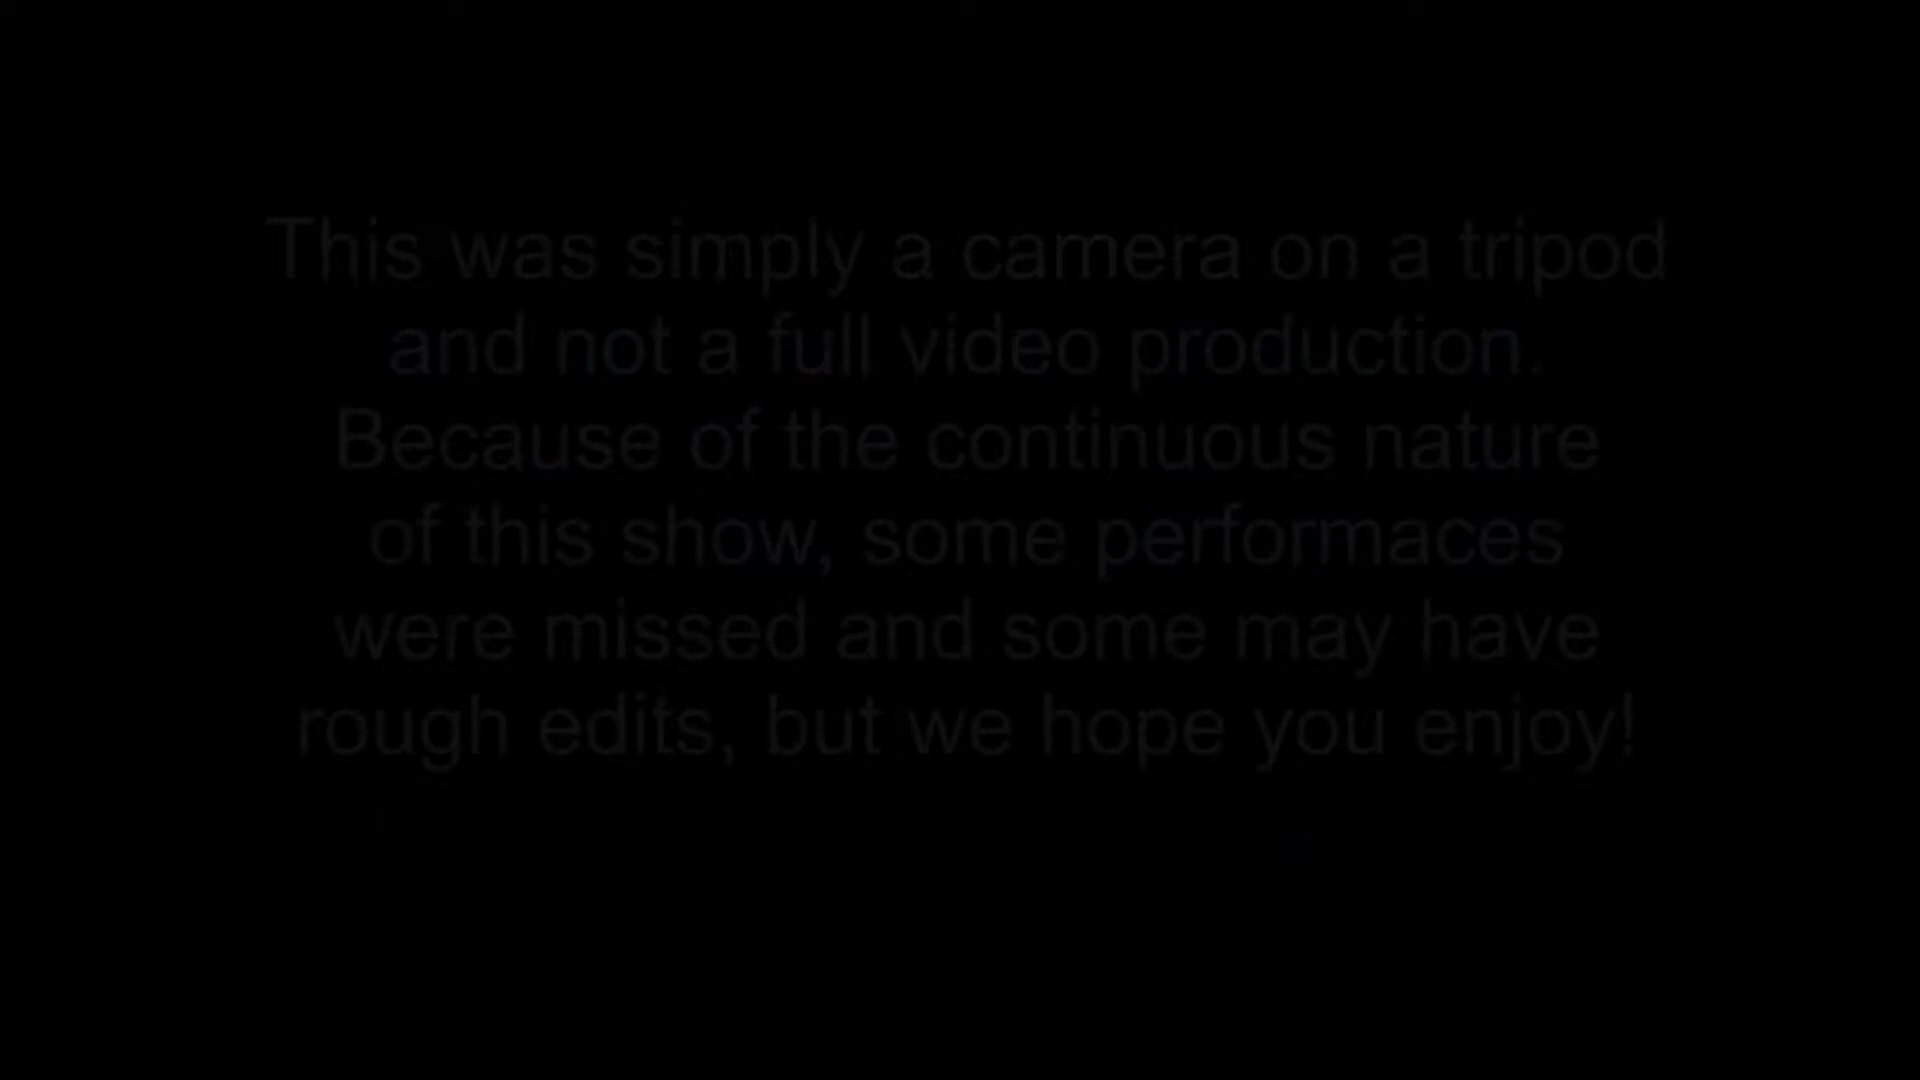 This was simply a camera on a tripod
and not a full video production.
Because of the continuous nature
of this show, some performaces
were missed and some may have
rough edits, but we hope you enjoy!